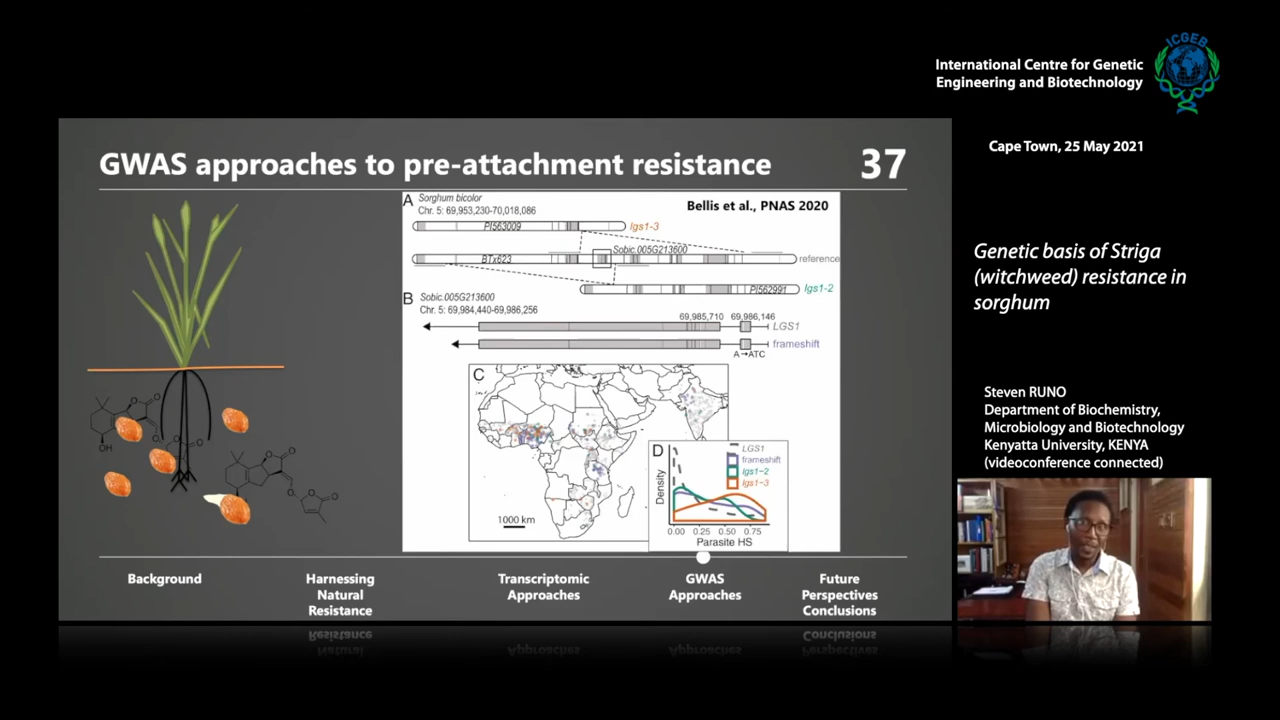 ICGEB
International Centre for Genetic
Engineering and Biotechnology
Cape Town, 25 May 2021
GWAS approaches to pre-attachment resistance
37
A
Sorghum bicolor
Chr. 5: 69,953,230-70,018,086
Bellis et al., PNAS 2020
PI563009
lgs1-3
Sobic.005G213600
BTx623
reference
PI562991
lgs1-2
B
Sobic.005G213600
Chr. 5: 69,984,440-69,986,256
69,985,710
69,986,146
LGS1
frameshift
A→ATC
C
1000 km
D
LGS1
frameshift
lgs1−2
lgs1−3
Density
0.00 0.25 0.50 0.75
Parasite HS
O
O
O
OH
O
O
O
O
O
O
Background
Harnessing
Natural
Resistance
Transcriptomic
Approaches
GWAS
Approaches
Future
Perspectives
Conclusions
Genetic basis of Striga
(witchweed) resistance in
sorghum
Steven RUNO
Department of Biochemistry,
Microbiology and Biotechnology
Kenyatta University, KENYA
(videoconference connected)